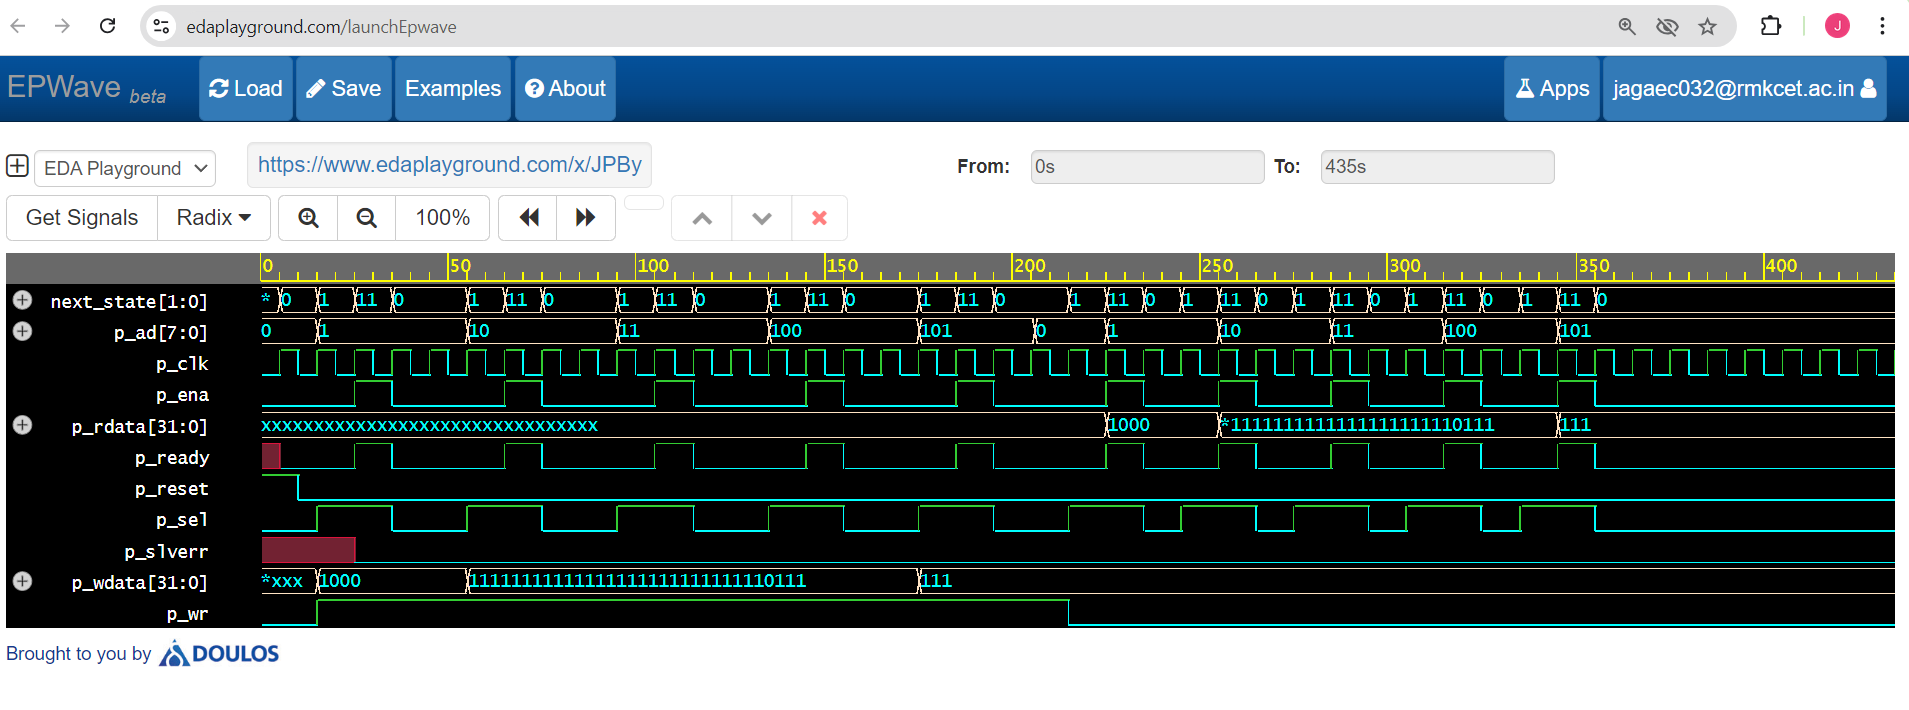 edaplayground.com/launchEpwave
J
EPWave beta Load Save Examples About Apps jagaec032@rmkcet.ac.in
EDA Playground https://www.edaplayground.com/x/JPBy From: 0s To: 435s
Get Signals Radix 100%
0 50 100 150 200 250 300 350 400
next_state[1:0] * 0 1 11 0 1 11 0 1 11 0 1 11 0 1 11 0 1 11 0 1 11 0 1 11 0 1 11 0 1 11 0
p_ad[7:0] 0 1 10 11 100 101 0 1 10 11 100 101
p_clk
p_ena
p_rdata[31:0] xxxxxxxxxxxxxxxxxxxxxxxxxxxxxxxx 1000 *1111111111111111111111110111 111
p_ready
p_reset
p_sel
p_slverr
p_wdata[31:0] *xxx 1000 11111111111111111111111111110111 111
p_wr
Brought to you by DOULOS